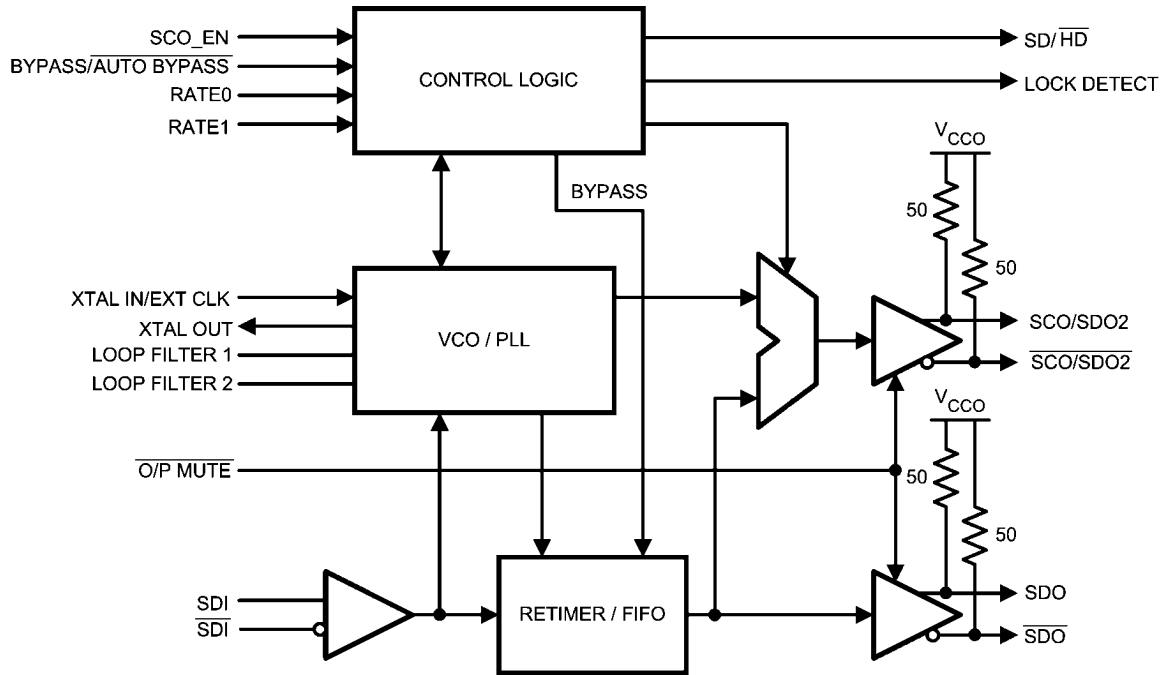 SCO_EN
BYPASS/AUTO BYPASS
RATE0
RATE1
CONTROL LOGIC
SD/HD
LOCK DETECT
BYPASS
VCCO
50
50
XTAL IN/EXT CLK
XTAL OUT
LOOP FILTER 1
LOOP FILTER 2
VCO / PLL
SCO/SDO2
SCO/SDO2
VCCO
O/P MUTE
50
50
SDI
SDI
RETIMER / FIFO
SDO
SDO